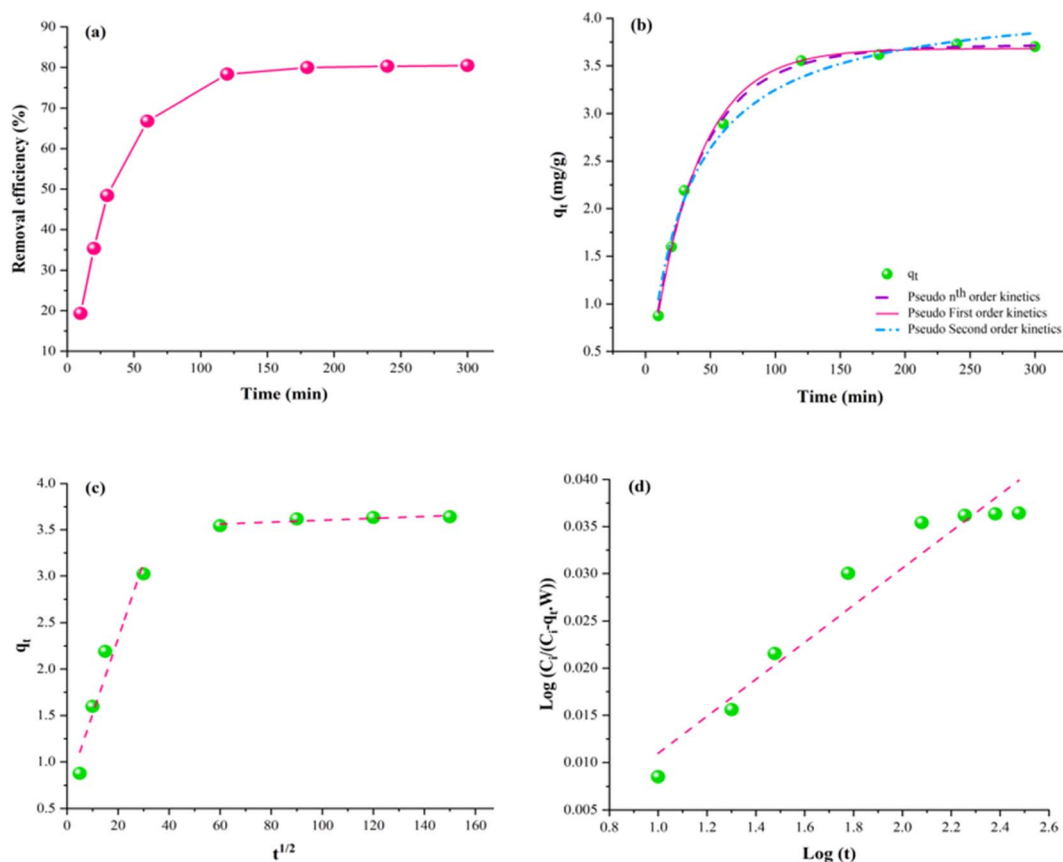 (a)
90
80
70
60
50
40
30
20
10
0 50 100 150 200 250 300
Removal efficiency (%)
Time (min)
(b)
4.0
3.5
3.0
2.5
2.0
1.5
1.0
0.5
0 50 100 150 200 250 300
qt (mg/g)
Time (min)
qt
Pseudo nth order kinetics
Pseudo First order kinetics
Pseudo Second order kinetics
(c)
4.0
3.5
3.0
2.5
2.0
1.5
1.0
0.5
0 20 40 60 80 100 120 140 160
qt
t1/2
(d)
0.040
0.035
0.030
0.025
0.020
0.015
0.010
0.005
0.8 1.0 1.2 1.4 1.6 1.8 2.0 2.2 2.4 2.6
Log (Ci/(Ci-qt.W))
Log (t)